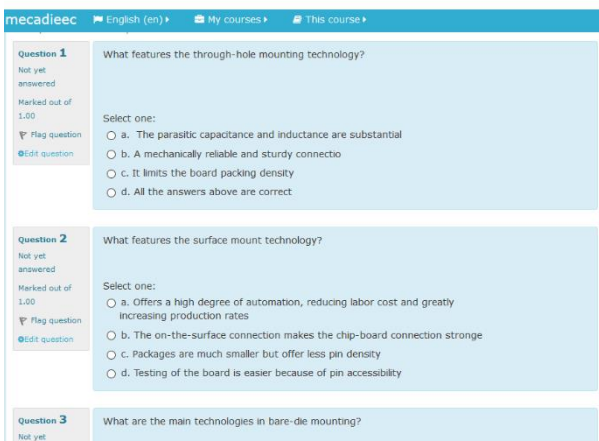 mecadieec English (en) My courses This course
Question 1
Not yet
answered
Marked out of
1.00
Flag question
Edit question
What features the through-hole mounting technology?
Select one:
a. The parasitic capacitance and inductance are substantial
b. A mechanically reliable and sturdy connectio
c. It limits the board packing density
d. All the answers above are correct
Question 2
Not yet
answered
Marked out of
1.00
Flag question
Edit question
What features the surface mount technology?
Select one:
a. Offers a high degree of automation, reducing labor cost and greatly
increasing production rates
b. The on-the-surface connection makes the chip-board connection stronge
c. Packages are much smaller but offer less pin density
d. Testing of the board is easier because of pin accessibility
Question 3
Not yet
What are the main technologies in bare-die mounting?